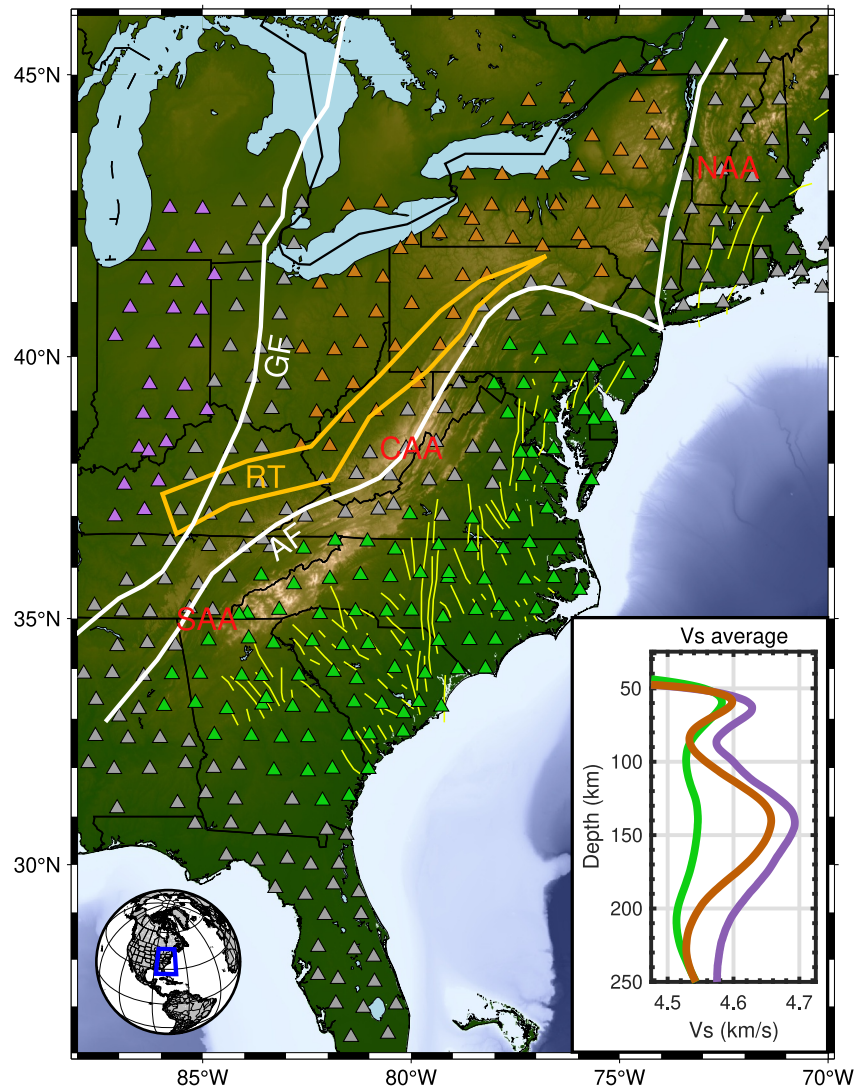 45°N
NAA
40°N
GF
CAA
RT
AF
35°N
SAA
Vs average
50
100
150
200
250
Depth (km)
4.5 4.6 4.7
Vs (km/s)
30°N
85°W 80°W 75°W 70°W